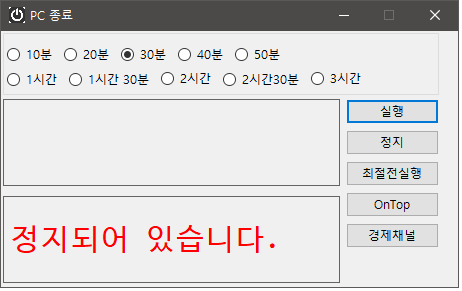 PC 종료
10분 20분 30분 40분 50분
1시간 1시간 30분 2시간 2시간30분 3시간
실행
정지
최절전실행
OnTop
경제채널
정지되어 있습니다.